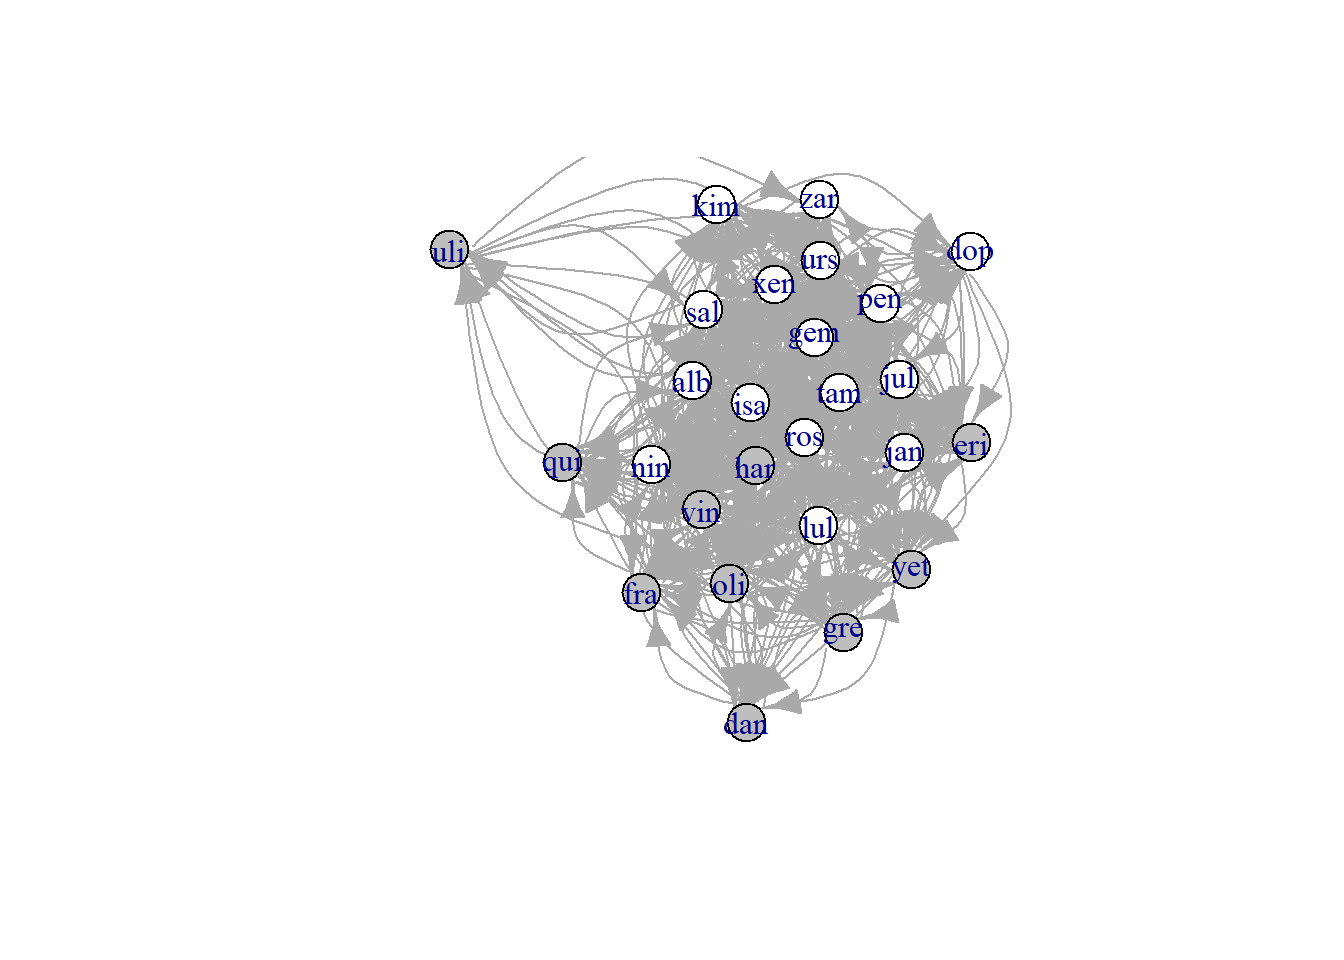 kim
zar
uli
urs
dop
xen
pen
sal
gem
alb
jul
isa
tam
ros
eri
qui
nin
har
jan
vin
lul
yet
fra
oli
gre
dan